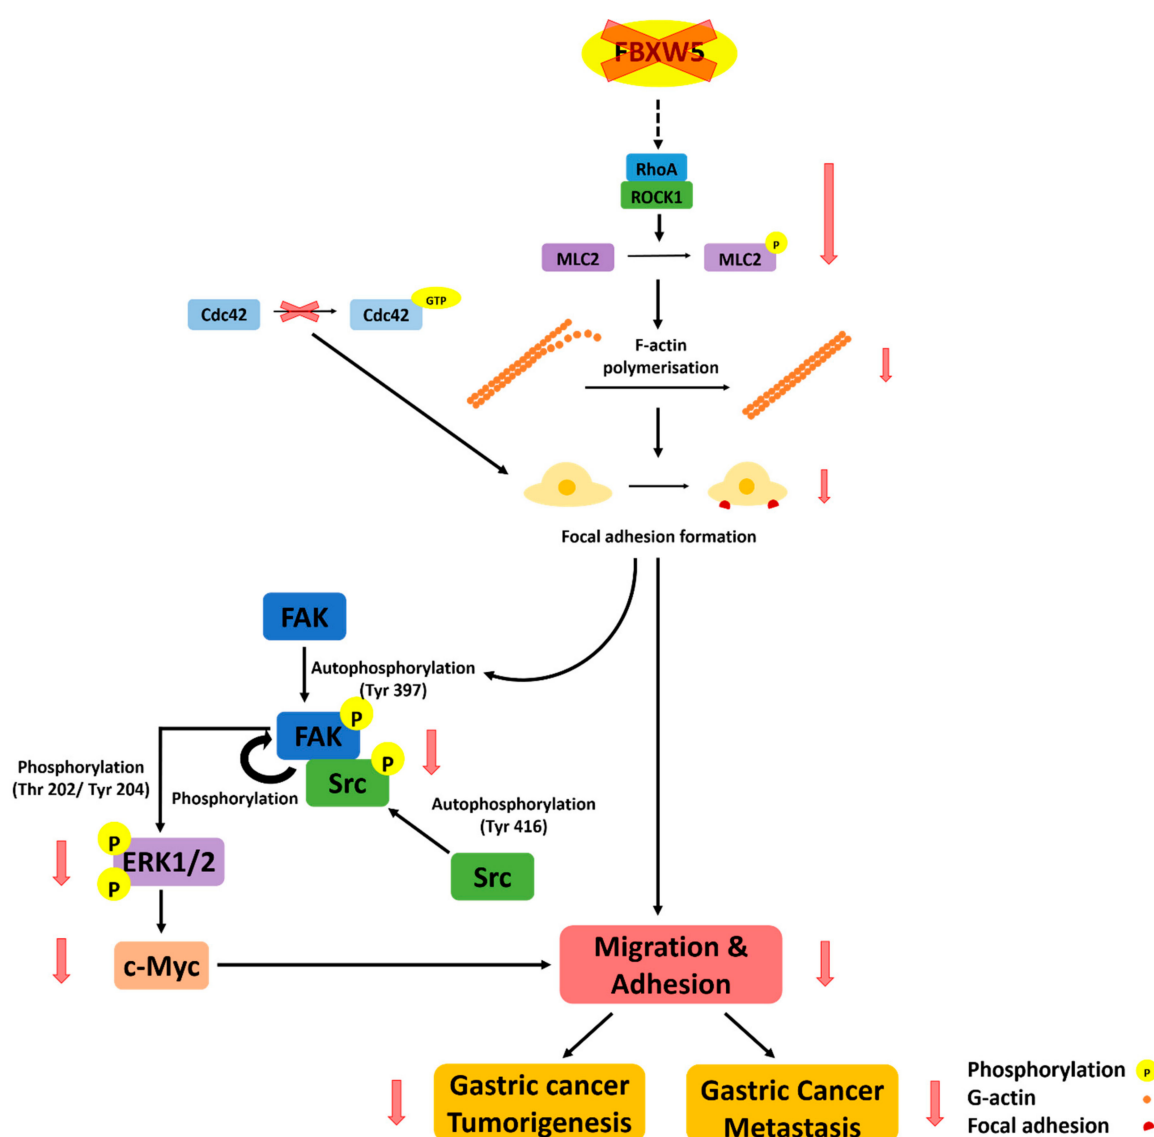 FBXW5
RhoA
ROCK1
MLC2
MLC2
P
Cdc42
Cdc42
GTP
F-actin
polymerisation
Focal adhesion formation
FAK
Autophosphorylation
(Tyr 397)
P
FAK
P
Src
Phosphorylation
(Thr 202/ Tyr 204)
Phosphorylation
Autophosphorylation
(Tyr 416)
Src
P
P
ERK1/2
c-Myc
Migration &
Adhesion
Gastric cancer
Tumorigenesis
Gastric Cancer
Metastasis
Phosphorylation P
G-actin
Focal adhesion